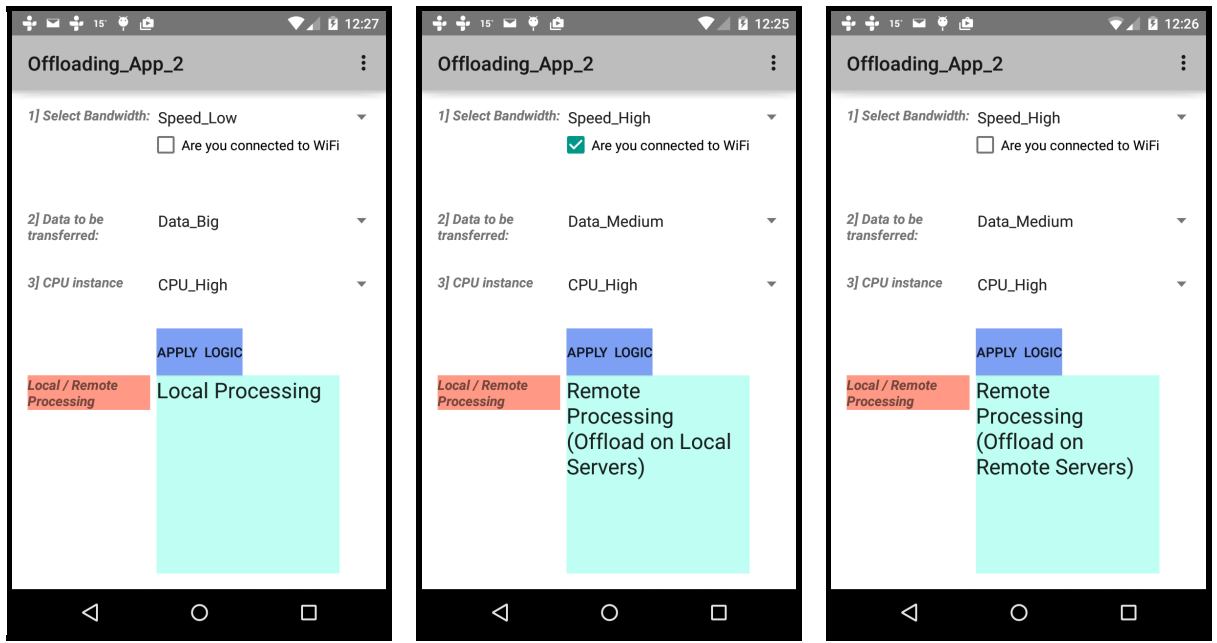 15° 12:27
Offloading_App_2
1] Select Bandwidth: Speed_Low
Are you connected to WiFi
2] Data to be
transferred:
Data_Big
3] CPU instance CPU_High
APPLY LOGIC
Local / Remote
Processing
Local Processing
15° 12:25
Offloading_App_2
1] Select Bandwidth: Speed_High
Are you connected to WiFi
2] Data to be
transferred:
Data_Medium
3] CPU instance CPU_High
APPLY LOGIC
Local / Remote
Processing
Remote
Processing
(Offload on Local
Servers)
15° 12:26
Offloading_App_2
1] Select Bandwidth: Speed_High
Are you connected to WiFi
2] Data to be
transferred:
Data_Medium
3] CPU instance CPU_High
APPLY LOGIC
Local / Remote
Processing
Remote
Processing
(Offload on
Remote Servers)